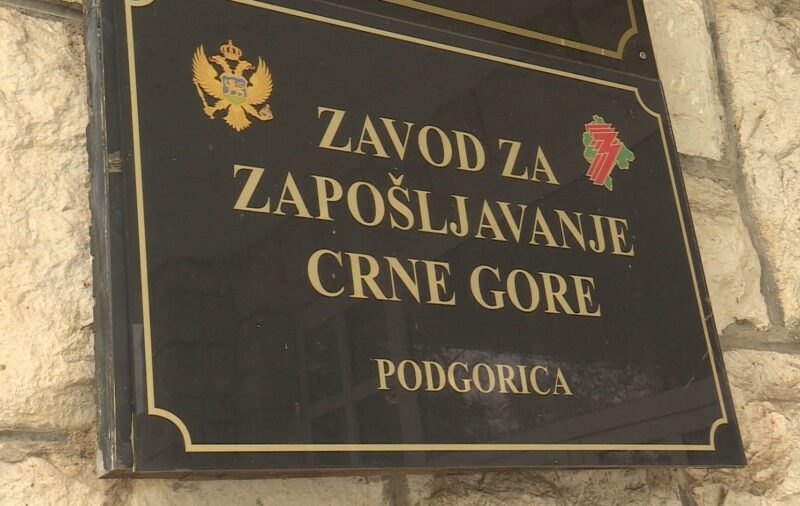 ZAVOD ZA
ZAPOŠLJAVANJE
CRNE GORE
PODGORICA